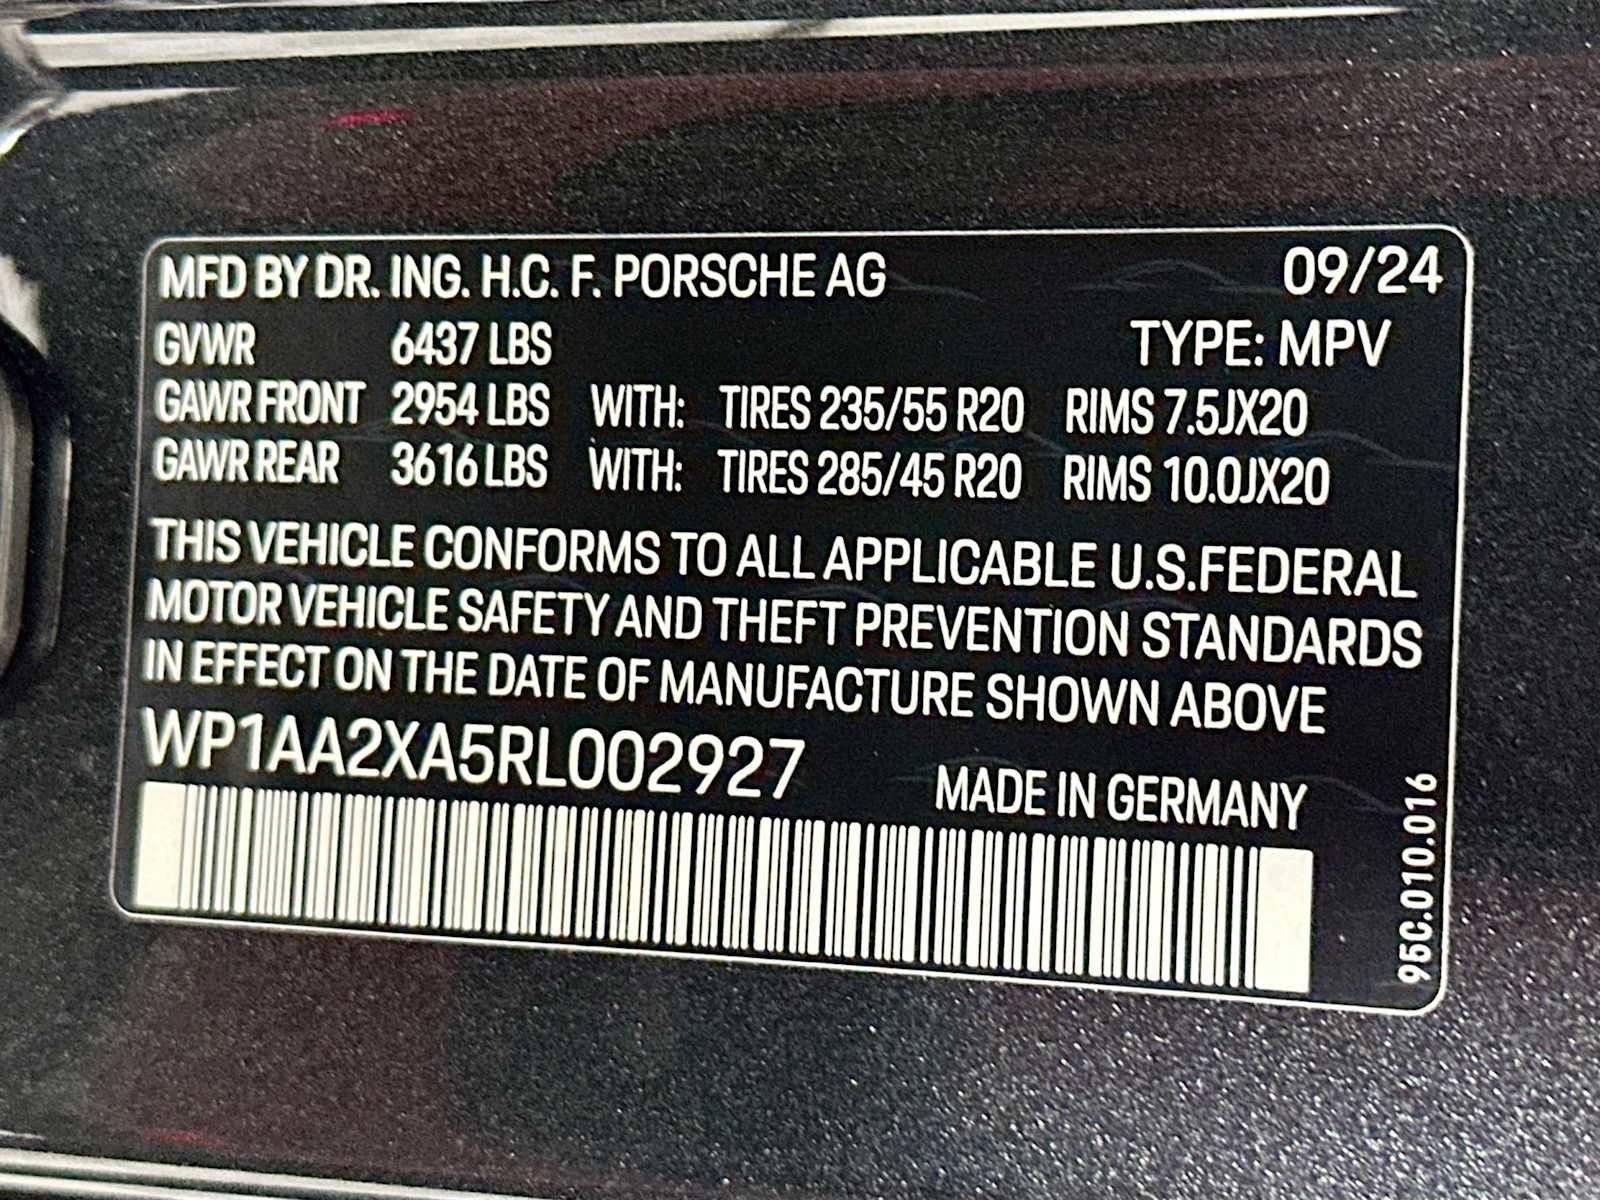 MFD BY DR. ING. H.C. F. PORSCHE AG 09/24
GVWR 6437 LBS TYPE: MPV
GAWR FRONT 2954 LBS WITH: TIRES 235/55 R20 RIMS 7.5JX20
GAWR REAR 3616 LBS WITH: TIRES 285/45 R20 RIMS 10.0JX20
THIS VEHICLE CONFORMS TO ALL APPLICABLE U.S.FEDERAL
MOTOR VEHICLE SAFETY AND THEFT PREVENTION STANDARDS
IN EFFECT ON THE DATE OF MANUFACTURE SHOWN ABOVE
WP1AA2XA5RL002927
MADE IN GERMANY
95C.010.016